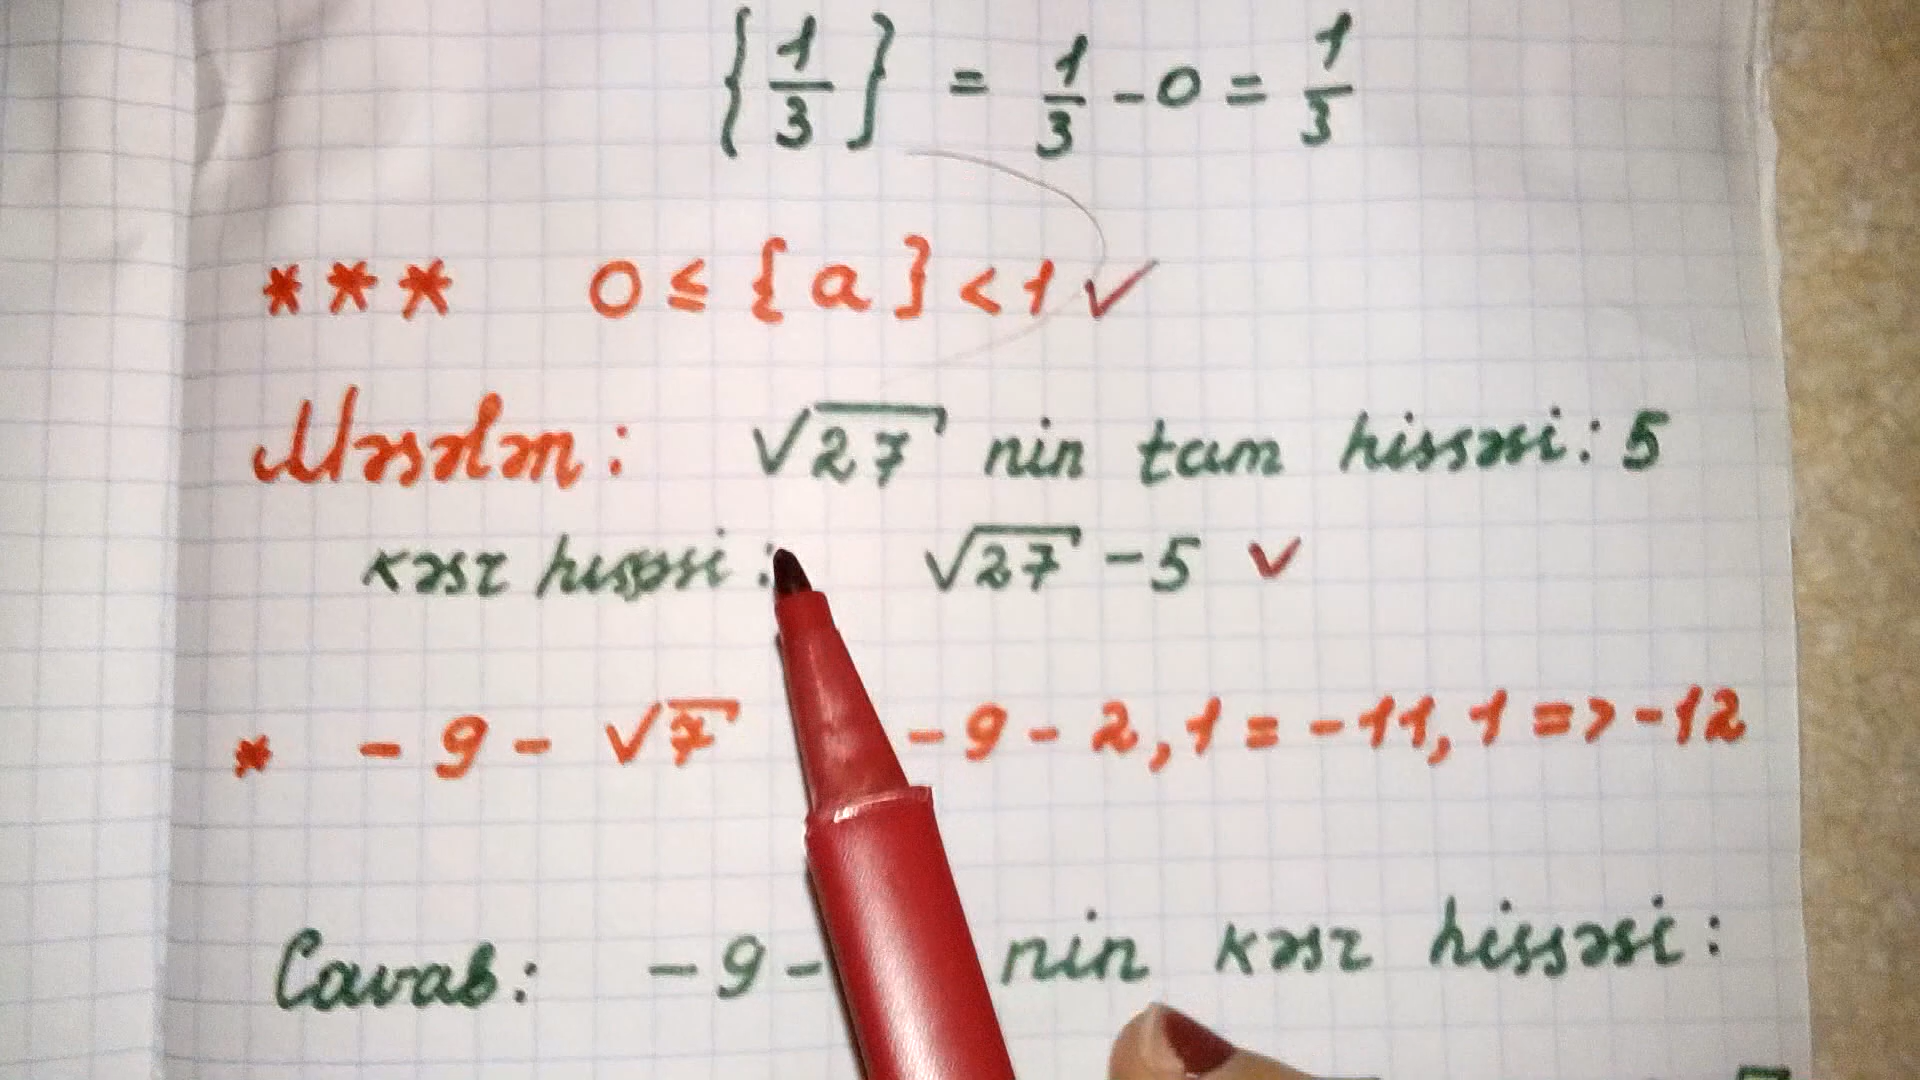 {1/3} = 1/3 - 0 = 1/3
*** 0 ≤ {a} < 1 ✓
Məsələn: √27 nin tam hissəsi: 5
kəsr hissəsi: √27 - 5 ✓
* -9 - √7 -9 - 2,1 = -11,1 => -12
Cavab: -9 - nin kəsr hissəsi: